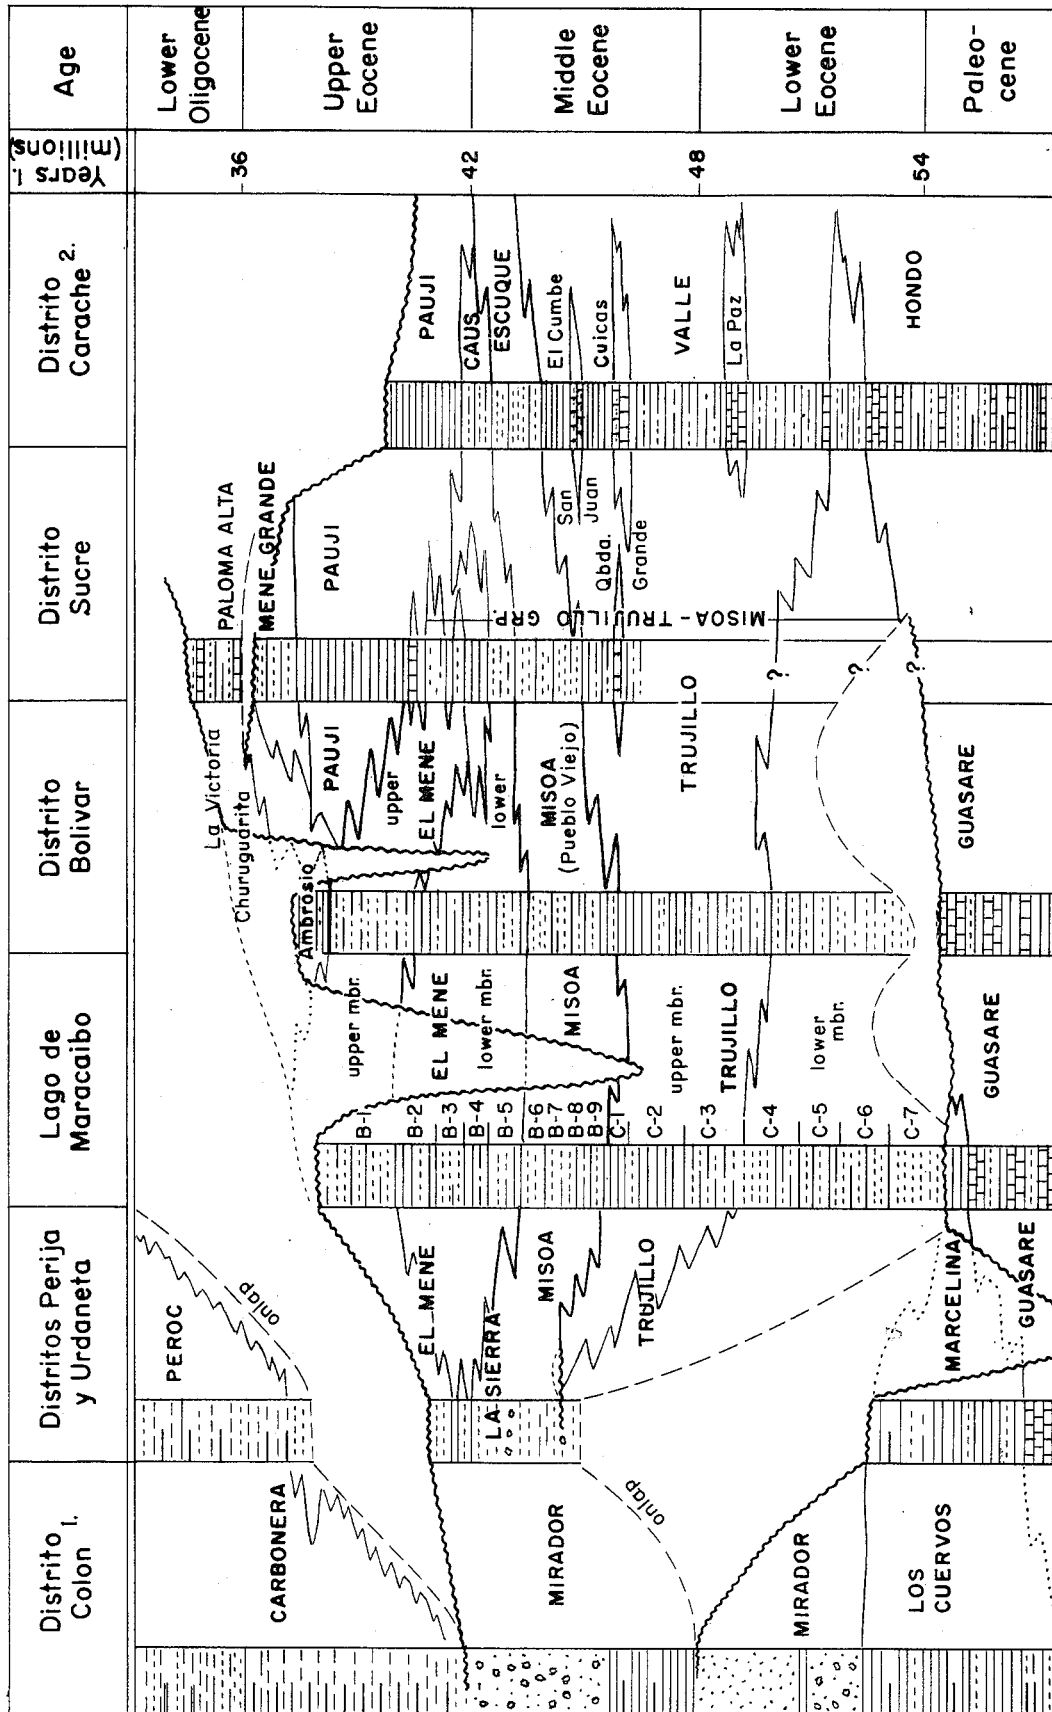 Age
Lower
Oligocene
Upper
Eocene
Middle
Eocene
Lower
Eocene
Paleo-
cene
Years 1.
(millions)
36
42
48
54
Distrito
Carache 2.
PAUJI
CAUS
ESCUQUE
El Cumbe
Cuicas
VALLE
La Paz
HONDO
Distrito
Sucre
PALOMA ALTA
MENE GRANDE
PAUJI
San
Juan
Qbda.
Grande
MISOA-TRUJILLO GRP.
?
?
?
Distrito
Bolivar
La Victoria
Churuguarita
Ambrosio
PAUJI
upper
EL MENE
lower
MISOA
(Pueblo Viejo)
TRUJILLO
GUASARE
Lago de
Maracaibo
upper mbr.
EL MENE
lower mbr.
MISOA
upper mbr.
TRUJILLO
lower
mbr.
GUASARE
B-1
B-2
B-3
B-4
B-5
B-6
B-7
B-8
B-9
C-1
C-2
C-3
C-4
C-5
C-6
C-7
Distritos Perija
y Urdaneta
PEROC
onlap
EL MENE
LA SIERRA
MISOA
TRUJILLO
MARCELINA
GUASARE
Distrito
Colon 1.
CARBONERA
MIRADOR
onlap
MIRADOR
LOS
CUERVOS